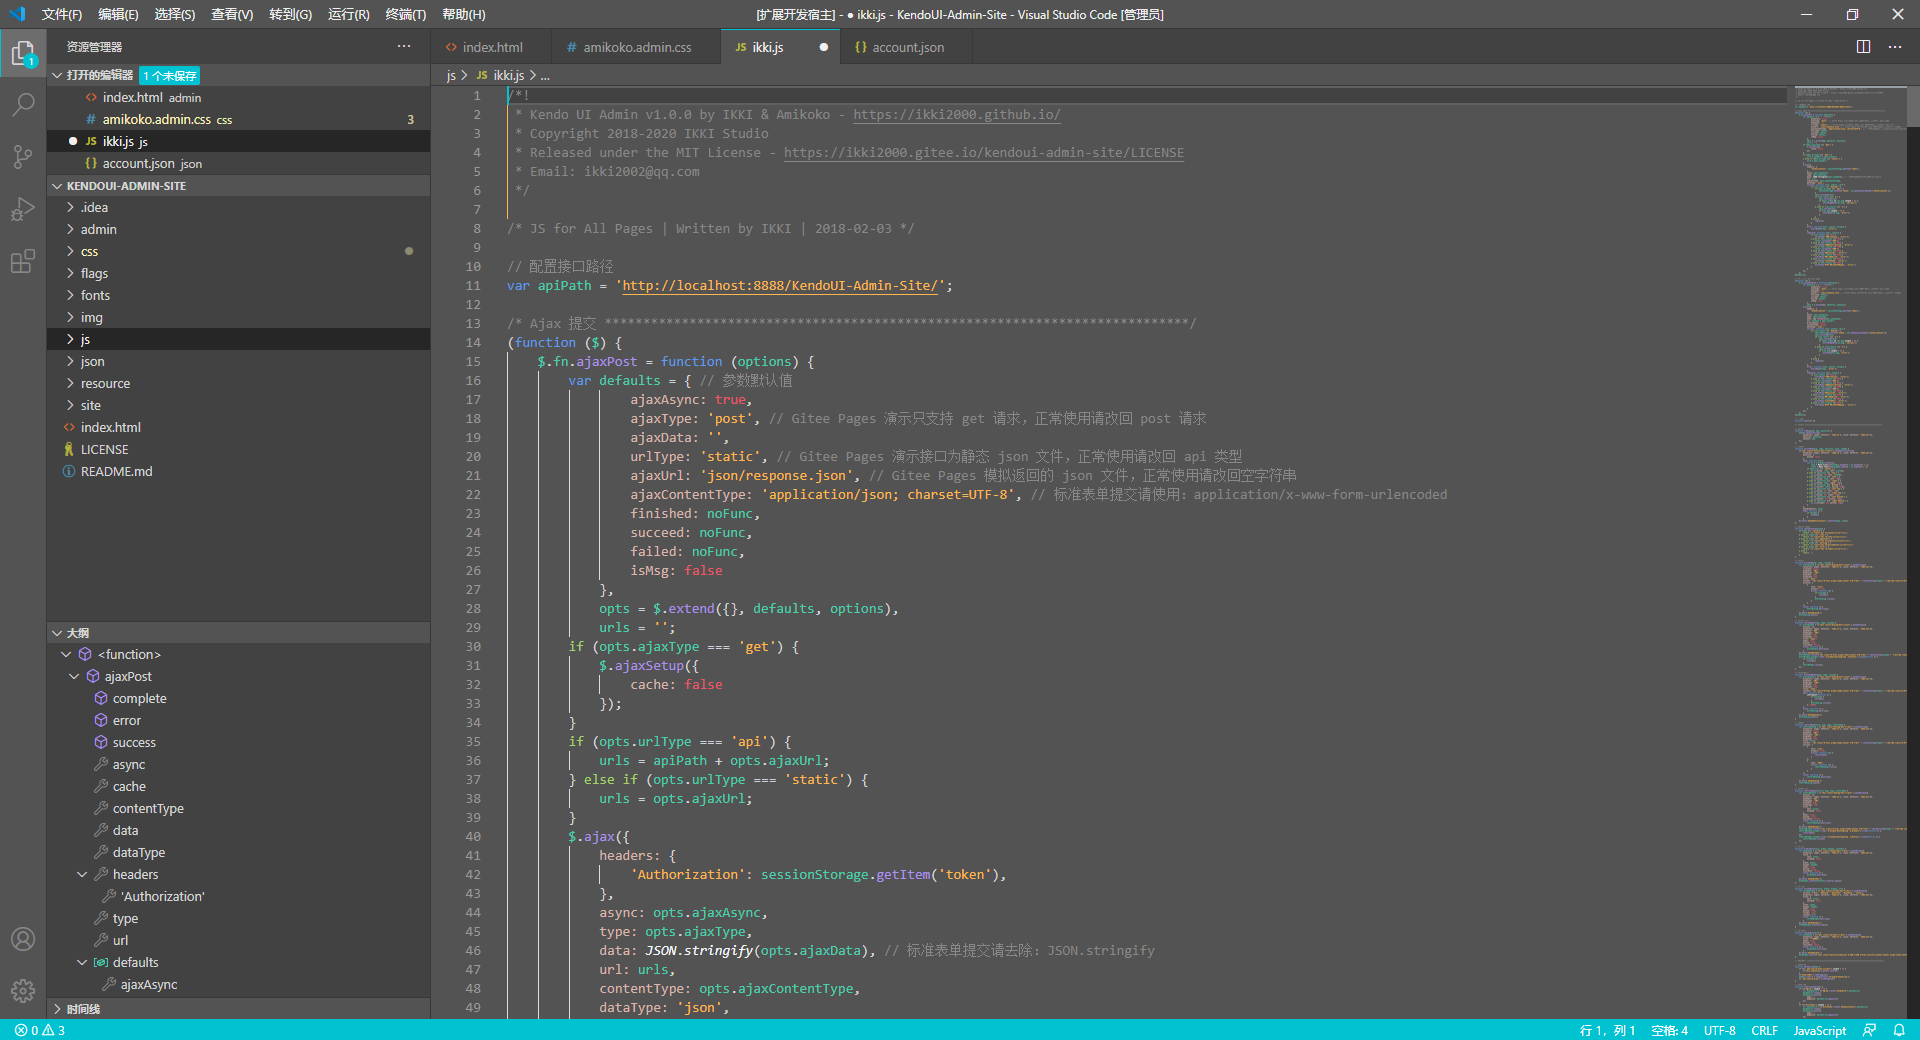 文件(F) 编辑(E) 选择(S) 查看(V) 转到(G) 运行(R) 终端(T) 帮助(H) [扩展开发宿主] - ● ikki.js - KendoUI-Admin-Site - Visual Studio Code [管理员]
资源管理器
打开的编辑器 1 个未保存
index.html admin
amikoko.admin.css css 3
JS ikki.js js
{} account.json json
KENDOUI-ADMIN-SITE
.idea
admin
css
flags
fonts
img
js
json
resource
site
index.html
LICENSE
README.md
大纲
<function>
ajaxPost
complete
error
success
async
cache
contentType
data
dataType
headers
'Authorization'
type
url
defaults
ajaxAsync
时间线
<> index.html # amikoko.admin.css JS ikki.js ● {} account.json
js > JS ikki.js > ...
1 /*!
2 * Kendo UI Admin v1.0.0 by IKKI & Amikoko - https://ikki2000.github.io/
3 * Copyright 2018-2020 IKKI Studio
4 * Released under the MIT License - https://ikki2000.gitee.io/kendoui-admin-site/LICENSE
5 * Email: ikki2002@qq.com
6 */
7
8 /* JS for All Pages | Written by IKKI | 2018-02-03 */
9
10 // 配置接口路径
11 var apiPath = 'http://localhost:8888/KendoUI-Admin-Site/';
12
13 /* Ajax 提交 ****************************************************************************/
14 (function ($) {
15 $.fn.ajaxPost = function (options) {
16 var defaults = { // 参数默认值
17 ajaxAsync: true,
18 ajaxType: 'post', // Gitee Pages 演示只支持 get 请求，正常使用请改回 post 请求
19 ajaxData: '',
20 urlType: 'static', // Gitee Pages 演示接口为静态 json 文件，正常使用请改回 api 类型
21 ajaxUrl: 'json/response.json', // Gitee Pages 模拟返回的 json 文件，正常使用请改回空字符串
22 ajaxContentType: 'application/json; charset=UTF-8', // 标准表单提交请使用：application/x-www-form-urlencoded
23 finished: noFunc,
24 succeed: noFunc,
25 failed: noFunc,
26 isMsg: false
27 },
28 opts = $.extend({}, defaults, options),
29 urls = '';
30 if (opts.ajaxType === 'get') {
31 $.ajaxSetup({
32 cache: false
33 });
34 }
35 if (opts.urlType === 'api') {
36 urls = apiPath + opts.ajaxUrl;
37 } else if (opts.urlType === 'static') {
38 urls = opts.ajaxUrl;
39 }
40 $.ajax({
41 headers: {
42 'Authorization': sessionStorage.getItem('token'),
43 },
44 async: opts.ajaxAsync,
45 type: opts.ajaxType,
46 data: JSON.stringify(opts.ajaxData), // 标准表单提交请去除：JSON.stringify
47 url: urls,
48 contentType: opts.ajaxContentType,
49 dataType: 'json',
0 3 行 1，列 1 空格: 4 UTF-8 CRLF JavaScript